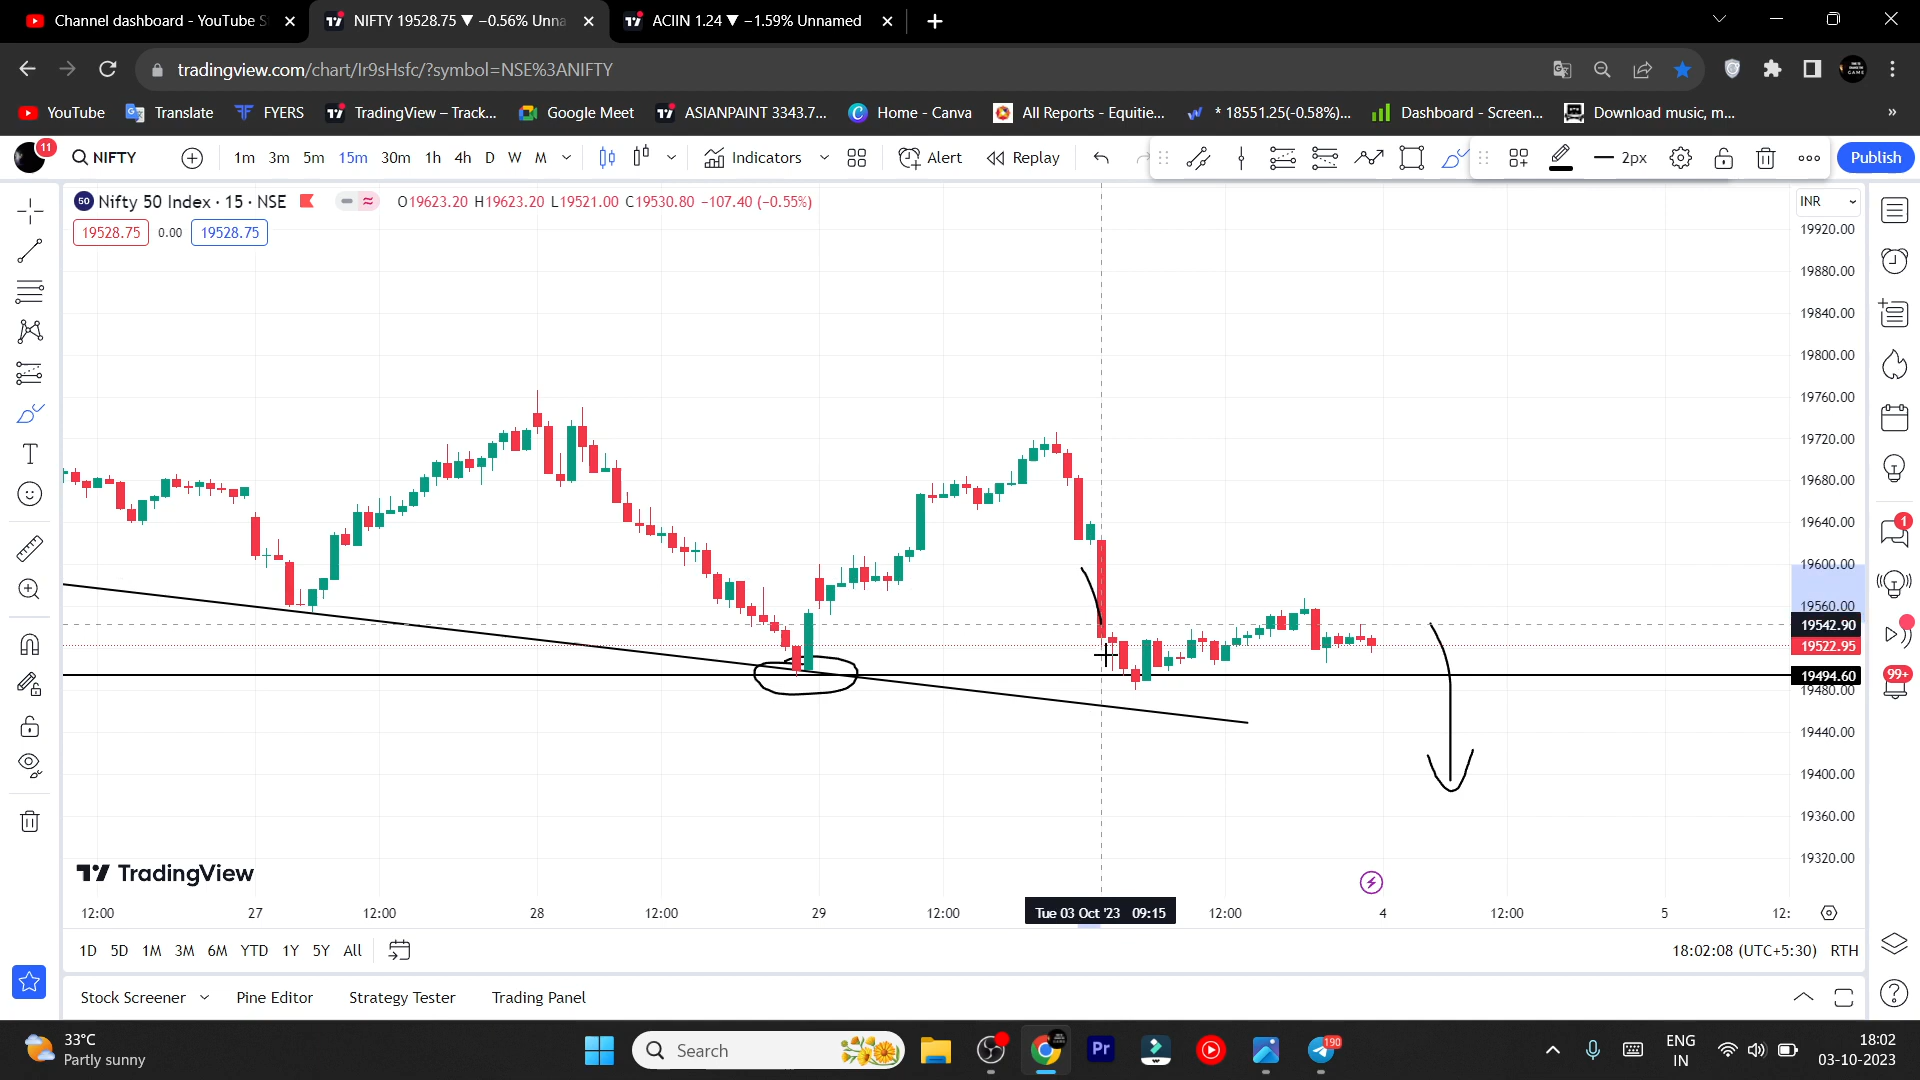 Channel dashboard - YouTube S
NIFTY 19528.75 ▼ −0.56% Unna
ACIIN 1.24 ▼ −1.59% Unnamed
tradingview.com/chart/Ir9sHsfc/?symbol=NSE%3ANIFTY
YouTube Translate FYERS TradingView – Track... Google Meet ASIANPAINT 3343.7... Home - Canva All Reports - Equitie... * 18551.25(-0.58%)... Dashboard - Screen... Download music, m... »
11 NIFTY 1m 3m 5m 15m 30m 1h 4h D W M Indicators Alert Replay 2px Publish
50 Nifty 50 Index · 15 · NSE O19623.20 H19623.20 L19521.00 C19530.80 −107.40 (−0.55%) INR
19528.75 0.00 19528.75
19920.00
19880.00
19840.00
19800.00
19760.00
19720.00
19680.00
19640.00
19600.00
19560.00
19542.90
19522.95
19494.60
19480.00
19440.00
19400.00
19360.00
19320.00
1
99+
TradingView
12:00 27 12:00 28 12:00 29 12:00 Tue 03 Oct '23 09:15 12:00 4 12:00 5 12:
1D 5D 1M 3M 6M YTD 1Y 5Y All 18:02:08 (UTC+5:30) RTH
Stock Screener Pine Editor Strategy Tester Trading Panel
33°C
Partly sunny
Search
Pr
190
ENG
IN
18:02
03-10-2023